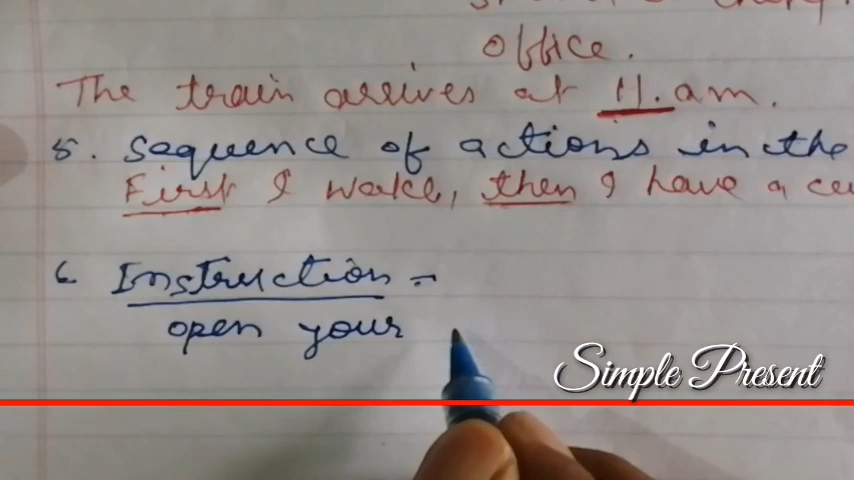 office.
The train arrives at 11.am.
5. Sequence of actions in the
First I wake, then I have a
6 Instruction -
open your
Simple Present